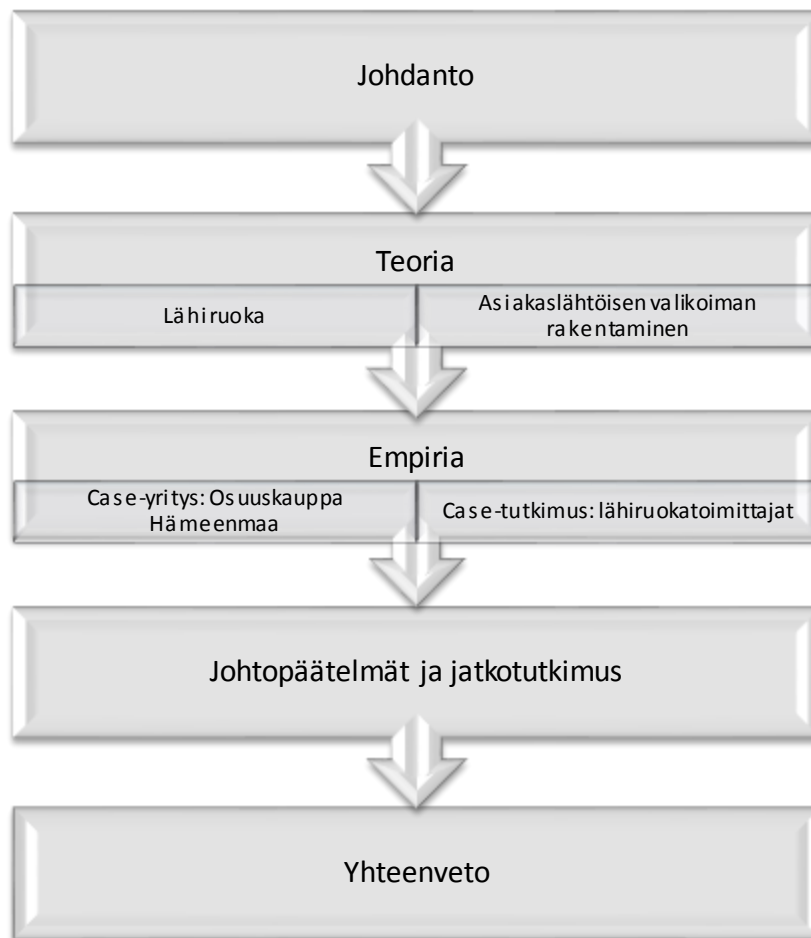 Johdanto
Teoria
Lähiruoka
Asiakaslähtöisen valikoiman
rakentaminen
Empiria
Case-yritys: Osuuskauppa
Hämeenmaa
Case-tutkimus: lähiruokatoimittajat
Johtopäätelmät ja jatkotutkimus
Yhteenveto